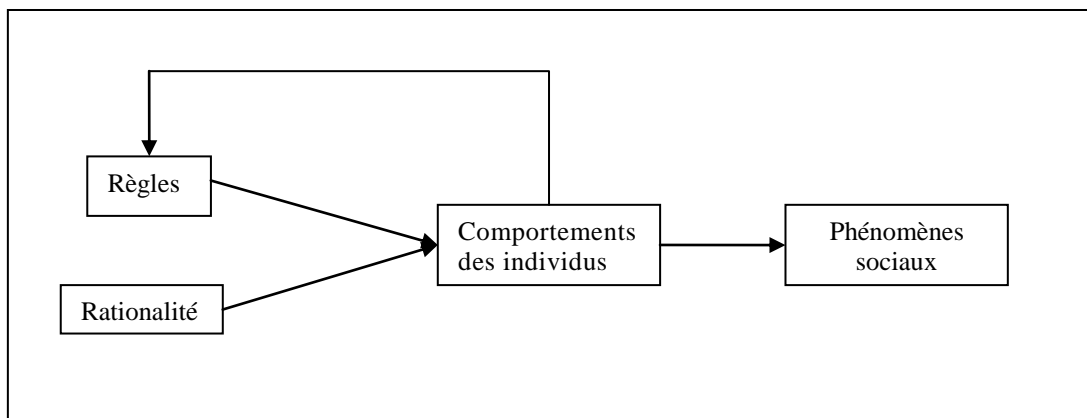 Règles
Comportements
des individus
Phénomènes
sociaux
Rationalité